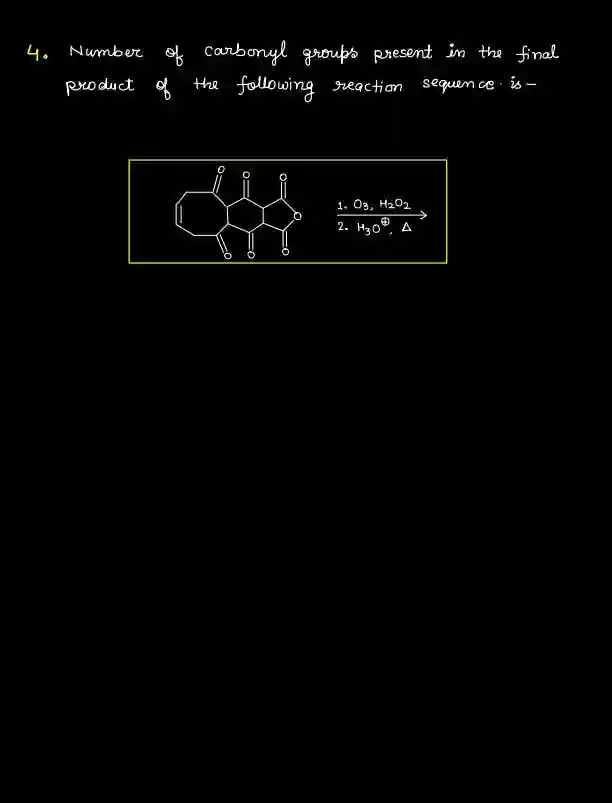 4. Number of carbonyl groups present in the final
product of the following reaction sequence is -
O O O
1. O3, H2O2
O
2. H3O⊕, Δ
O O O